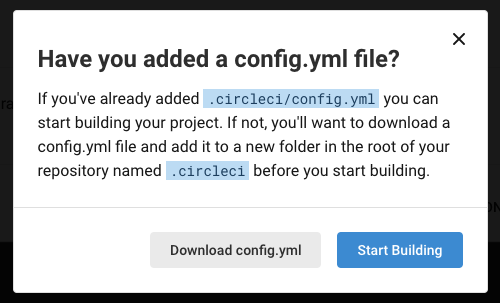 Have you added a config.yml file?
If you've already added .circleci/config.yml you can
start building your project. If not, you'll want to download a
config.yml file and add it to a new folder in the root of your
repository named .circleci before you start building.
Download config.yml
Start Building